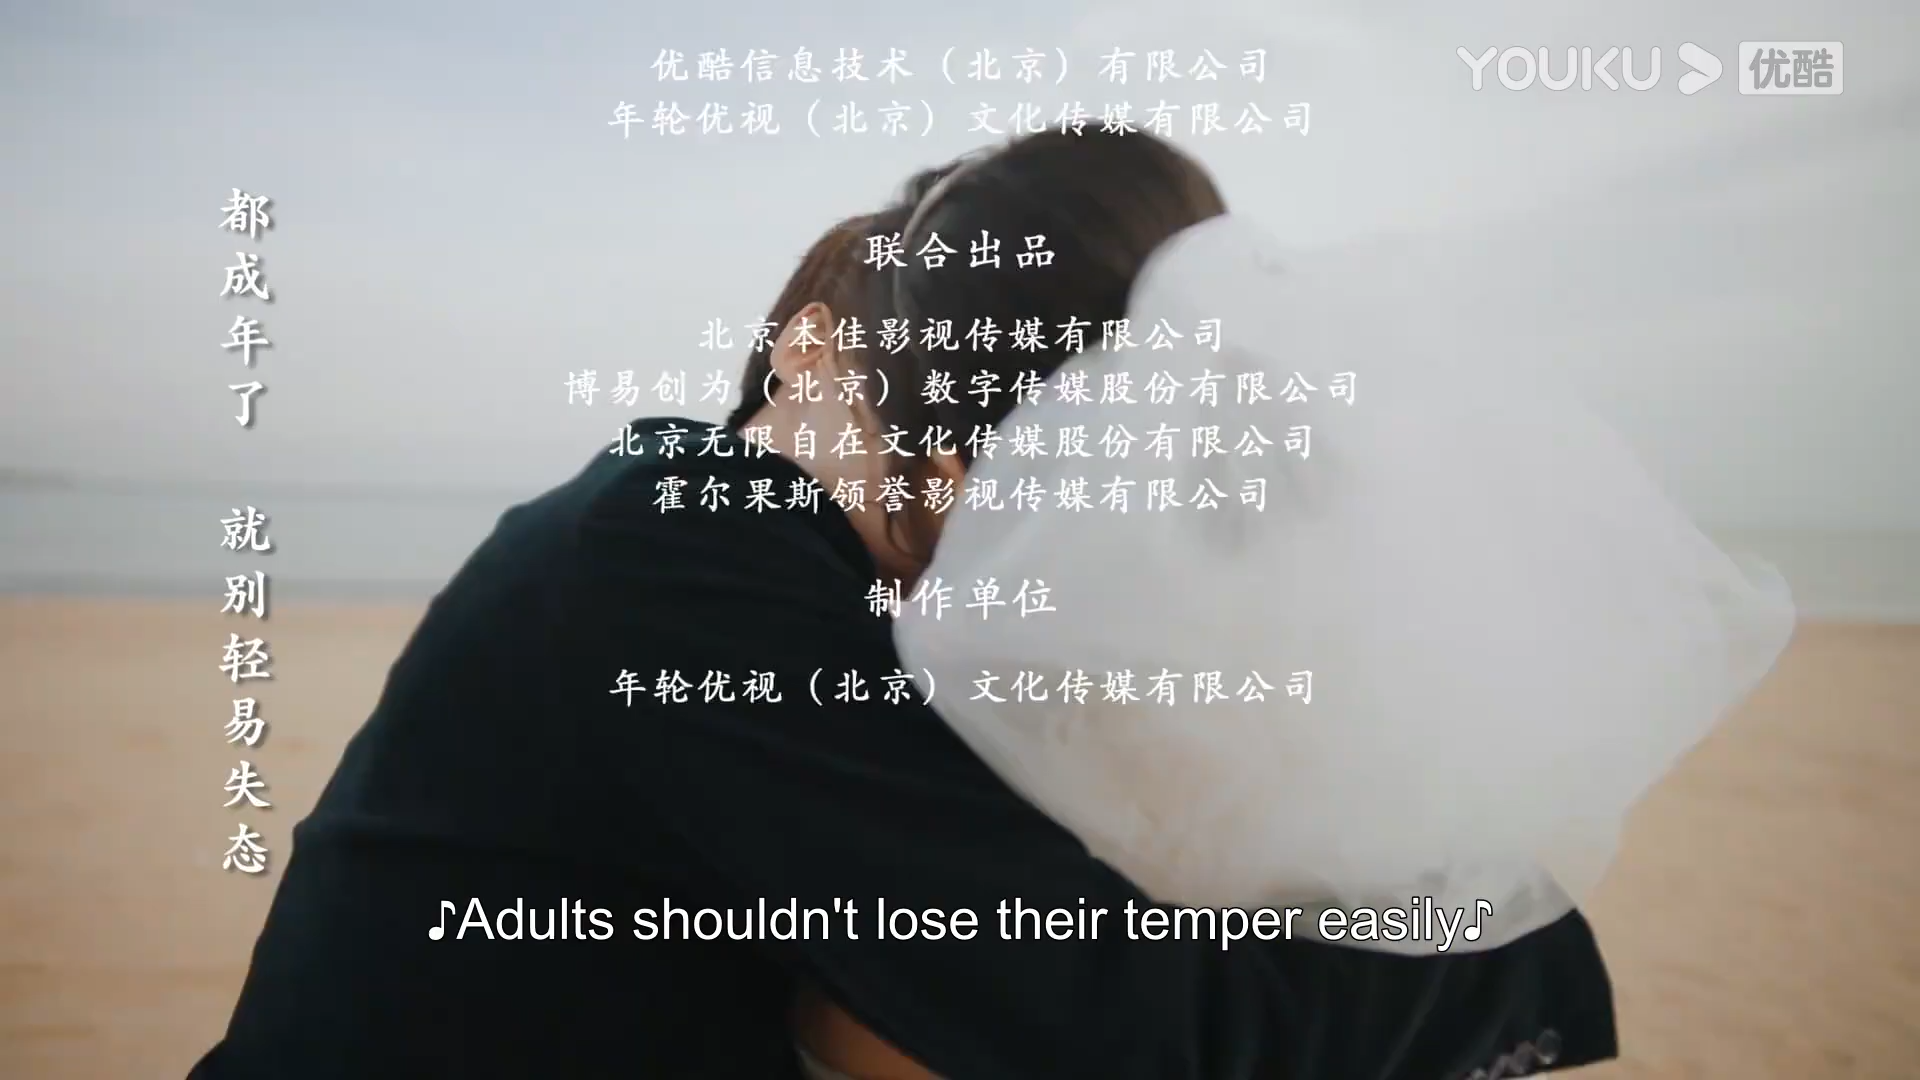 优酷信息技术（北京）有限公司
年轮优视（北京）文化传媒有限公司
YOUKU 优酷
联合出品
北京本佳影视传媒有限公司
博易创为（北京）数字传媒股份有限公司
北京无限自在文化传媒股份有限公司
霍尔果斯领誉影视传媒有限公司
制作单位
年轮优视（北京）文化传媒有限公司
都成年了 就别轻易失态
♪Adults shouldn't lose their temper easily♪